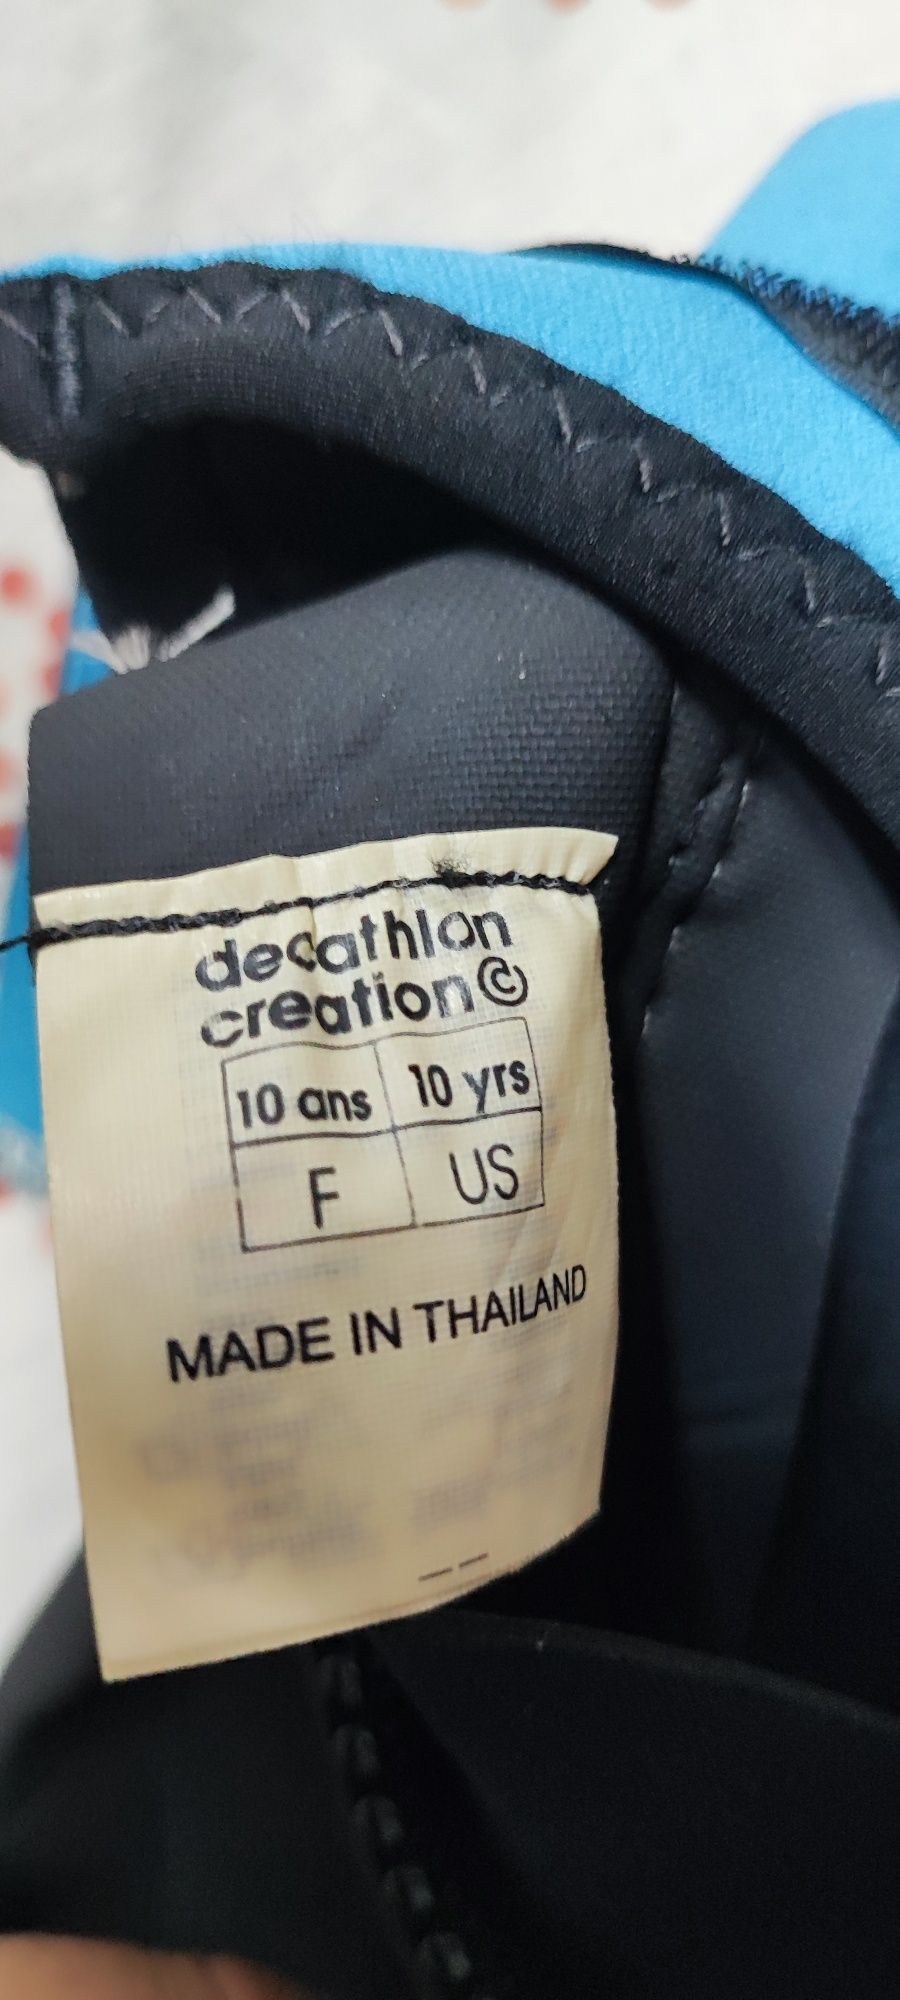 decathlon
creation©
10 ans 10 yrs
F US
MADE IN THAILAND